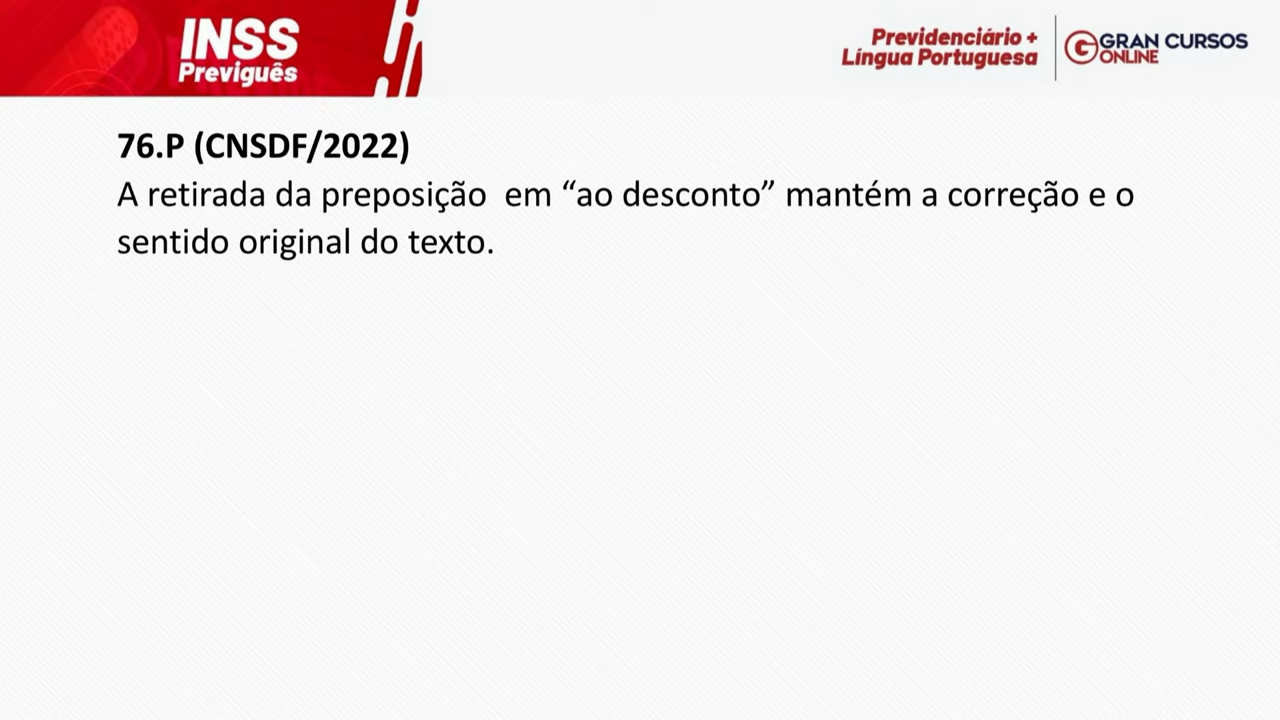 INSS
Previguês
Previdenciário +
Língua Portuguesa
GRAN CURSOS
ONLINE
76.P (CNSDF/2022)
A retirada da preposição  em “ao desconto” mantém a correção e o
sentido original do texto.